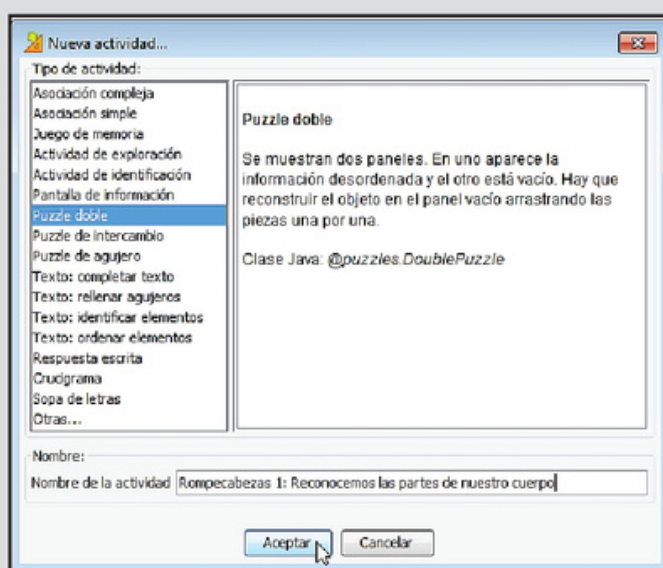 Nueva actividad...
Tipo de actividad:
Asociación compleja
Asociación simple
Juego de memoria
Actividad de exploración
Actividad de identificación
Pantalla de información
Puzzle doble
Puzzle de intercambio
Puzzle de agujero
Texto: completar texto
Texto: rellenar agujeros
Texto: identificar elementos
Texto: ordenar elementos
Respuesta escrita
Crucigrama
Sopa de letras
Otras...
Puzzle doble
Se muestran dos paneles. En uno aparece la
información desordenada y el otro está vacío. Hay que
reconstruir el objeto en el panel vacío arrastrando las
piezas una por una.
Clase Java: @puzzles.DoublePuzzle
Nombre:
Nombre de la actividad Rompecabezas 1: Reconocemos las partes de nuestro cuerpo
Aceptar Cancelar